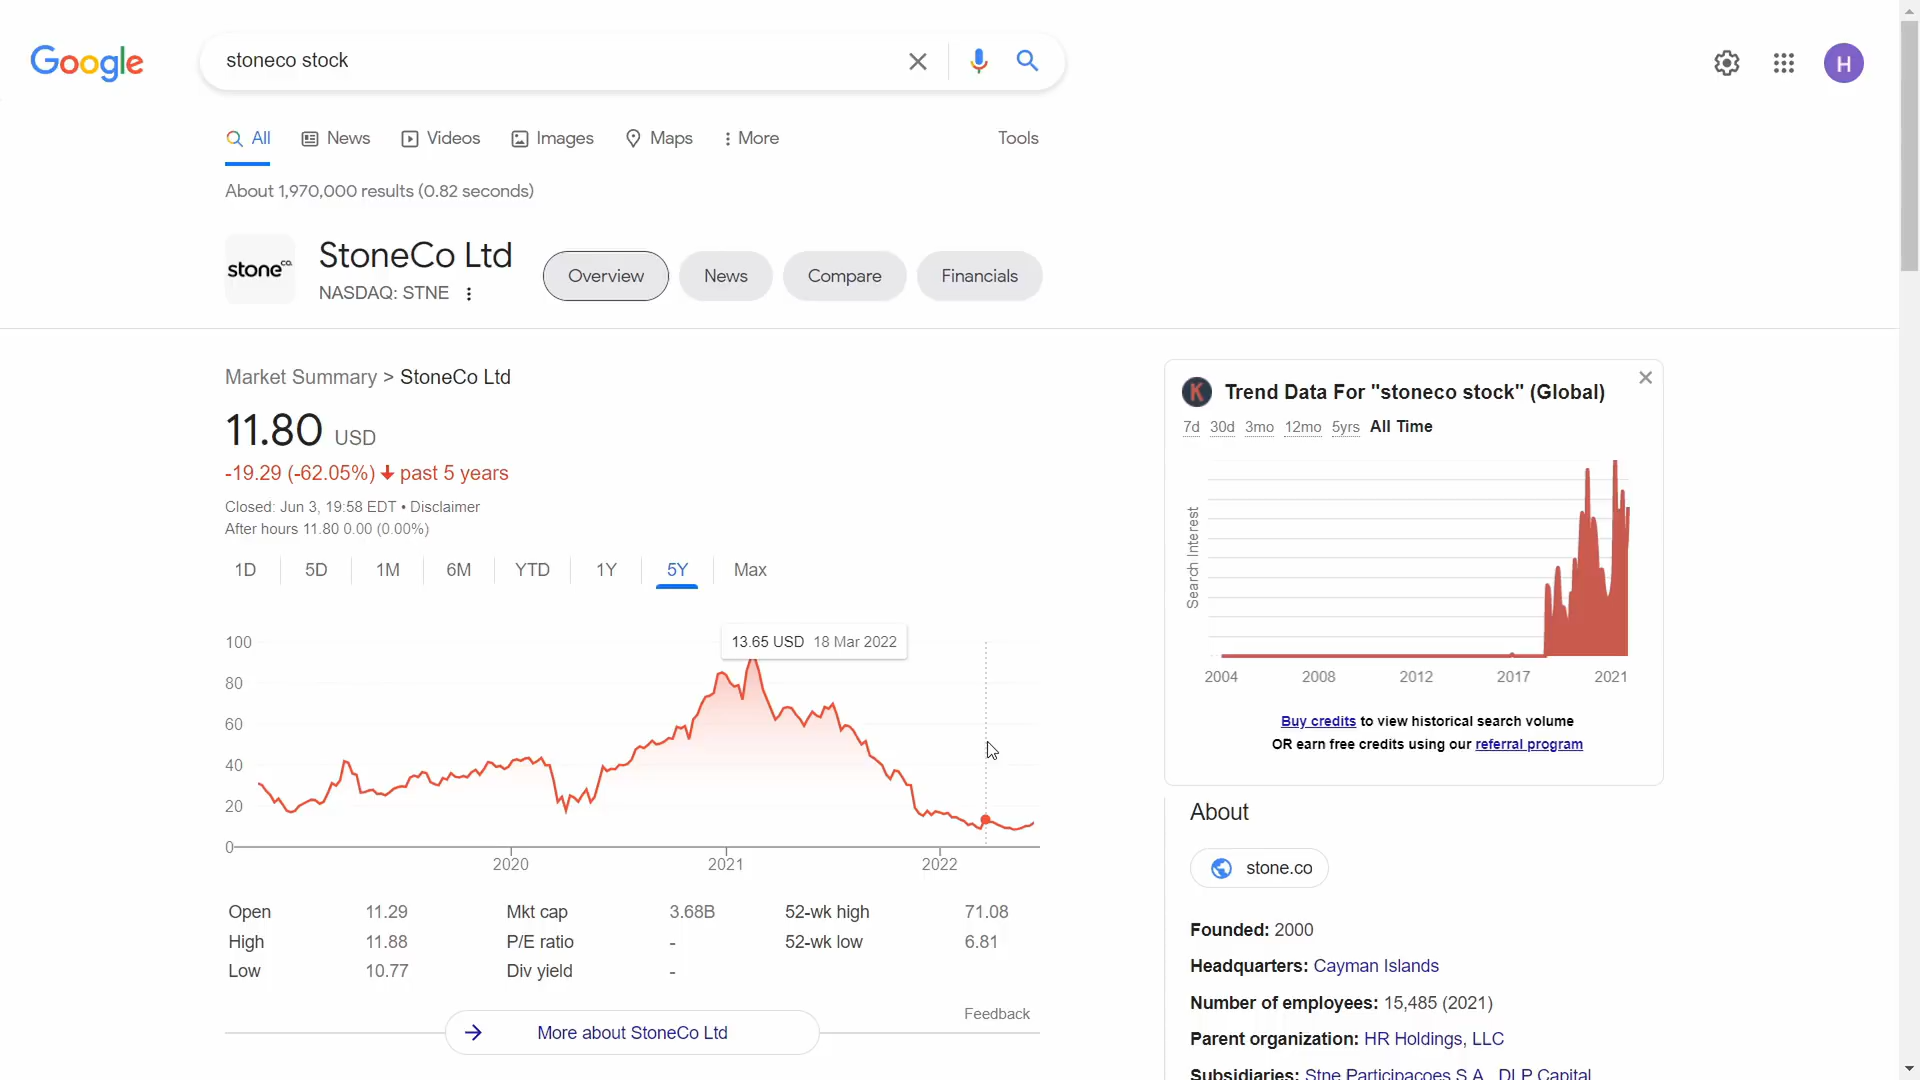 Google
stoneco stock
All
News
Videos
Images
Maps
More
Tools
About 1,970,000 results (0.82 seconds)
stone co.
StoneCo Ltd
NASDAQ: STNE
Overview
News
Compare
Financials
H
Market Summary > StoneCo Ltd
11.80 USD
-19.29 (-62.05%) past 5 years
Closed: Jun 3, 19:58 EDT • Disclaimer
After hours 11.80 0.00 (0.00%)
1D
5D
1M
6M
YTD
1Y
5Y
Max
13.65 USD 18 Mar 2022
100
80
60
40
20
0
2020
2021
2022
Open 11.29
High 11.88
Low 10.77
Mkt cap 3.68B
P/E ratio -
Div yield -
52-wk high 71.08
52-wk low 6.81
Feedback
More about StoneCo Ltd
K
Trend Data For "stoneco stock" (Global)
7d 30d 3mo 12mo 5yrs All Time
Search Interest
2004
2008
2012
2017
2021
Buy credits to view historical search volume
OR earn free credits using our referral program
About
stone.co
Founded: 2000
Headquarters: Cayman Islands
Number of employees: 15,485 (2021)
Parent organization: HR Holdings, LLC
Subsidiaries: Stne Participacoes S.A., DLP Capital